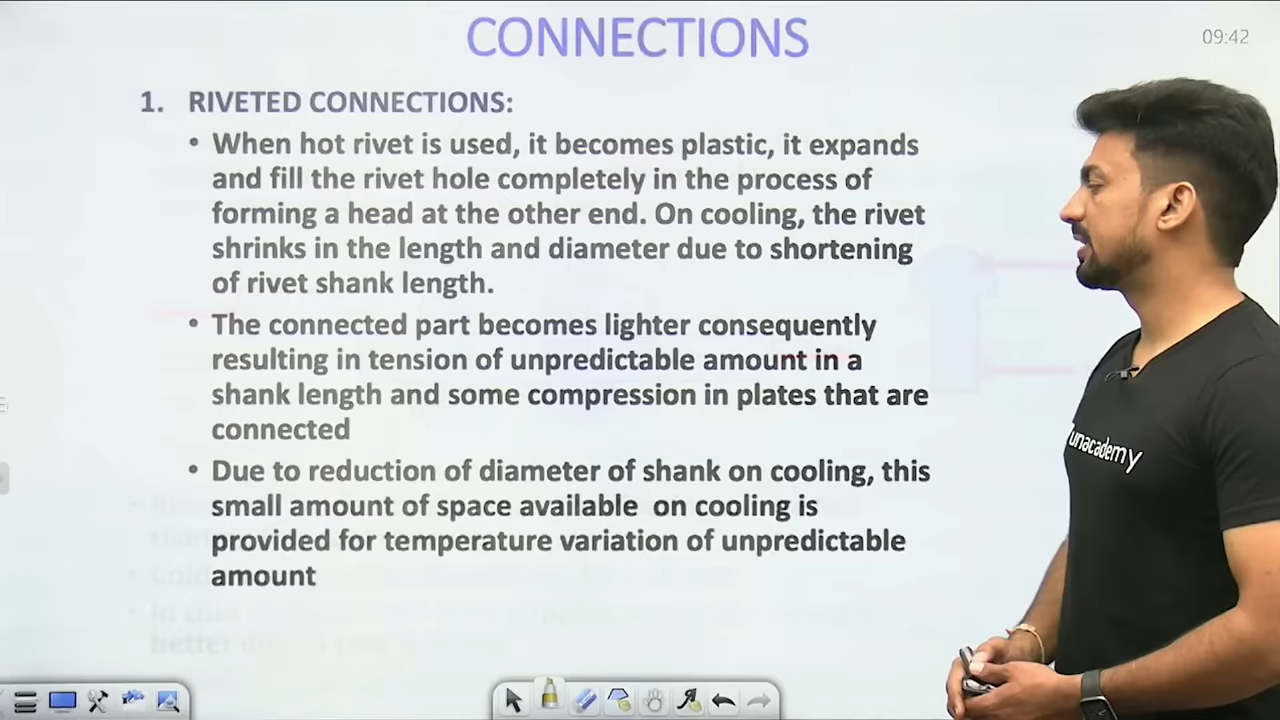 CONNECTIONS
09:42
1. RIVETED CONNECTIONS:
• When hot rivet is used, it becomes plastic, it expands
and fill the rivet hole completely in the process of
forming a head at the other end. On cooling, the rivet
shrinks in the length and diameter due to shortening
of rivet shank length.
• The connected part becomes lighter consequently
resulting in tension of unpredictable amount in a
shank length and some compression in plates that are
connected
• Due to reduction of diameter of shank on cooling, this
small amount of space available on cooling is
provided for temperature variation of unpredictable
amount
unacademy